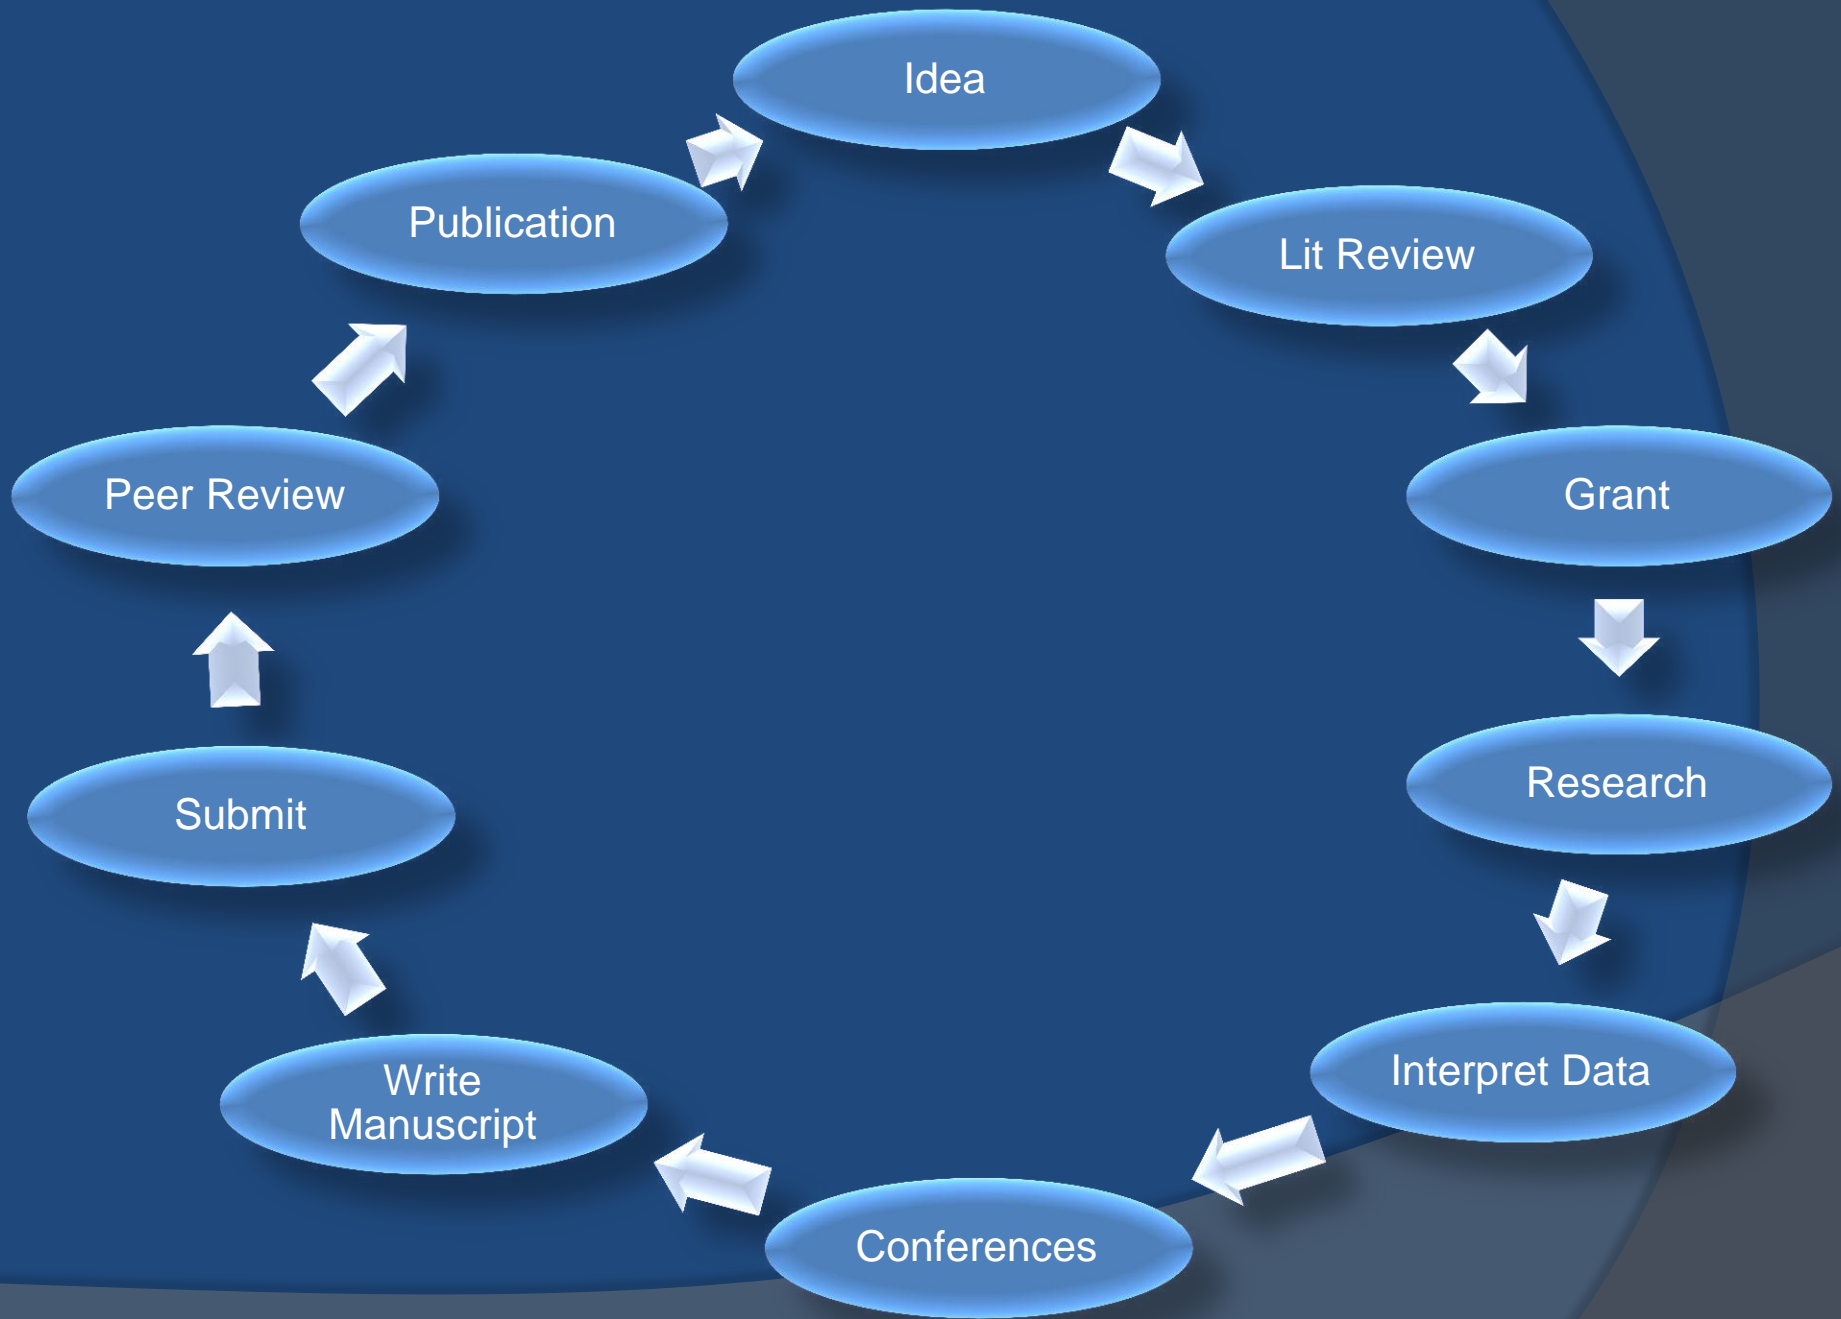 Idea
Lit Review
Grant
Research
Interpret Data
Conferences
Write
Manuscript
Submit
Peer Review
Publication